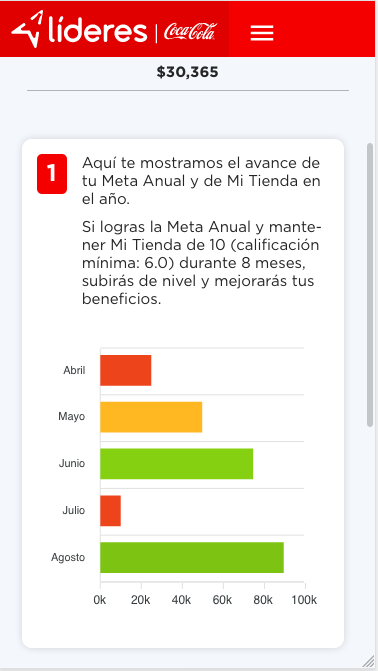 líderes | Coca-Cola
$30,365
1
Aquí te mostramos el avance de
tu Meta Anual y de Mi Tienda en
el año.
Si logras la Meta Anual y mante-
ner Mi Tienda de 10 (calificación
mínima: 6.0) durante 8 meses,
subirás de nivel y mejorarás tus
beneficios.
Abril
Mayo
Junio
Julio
Agosto
0k 20k 40k 60k 80k 100k